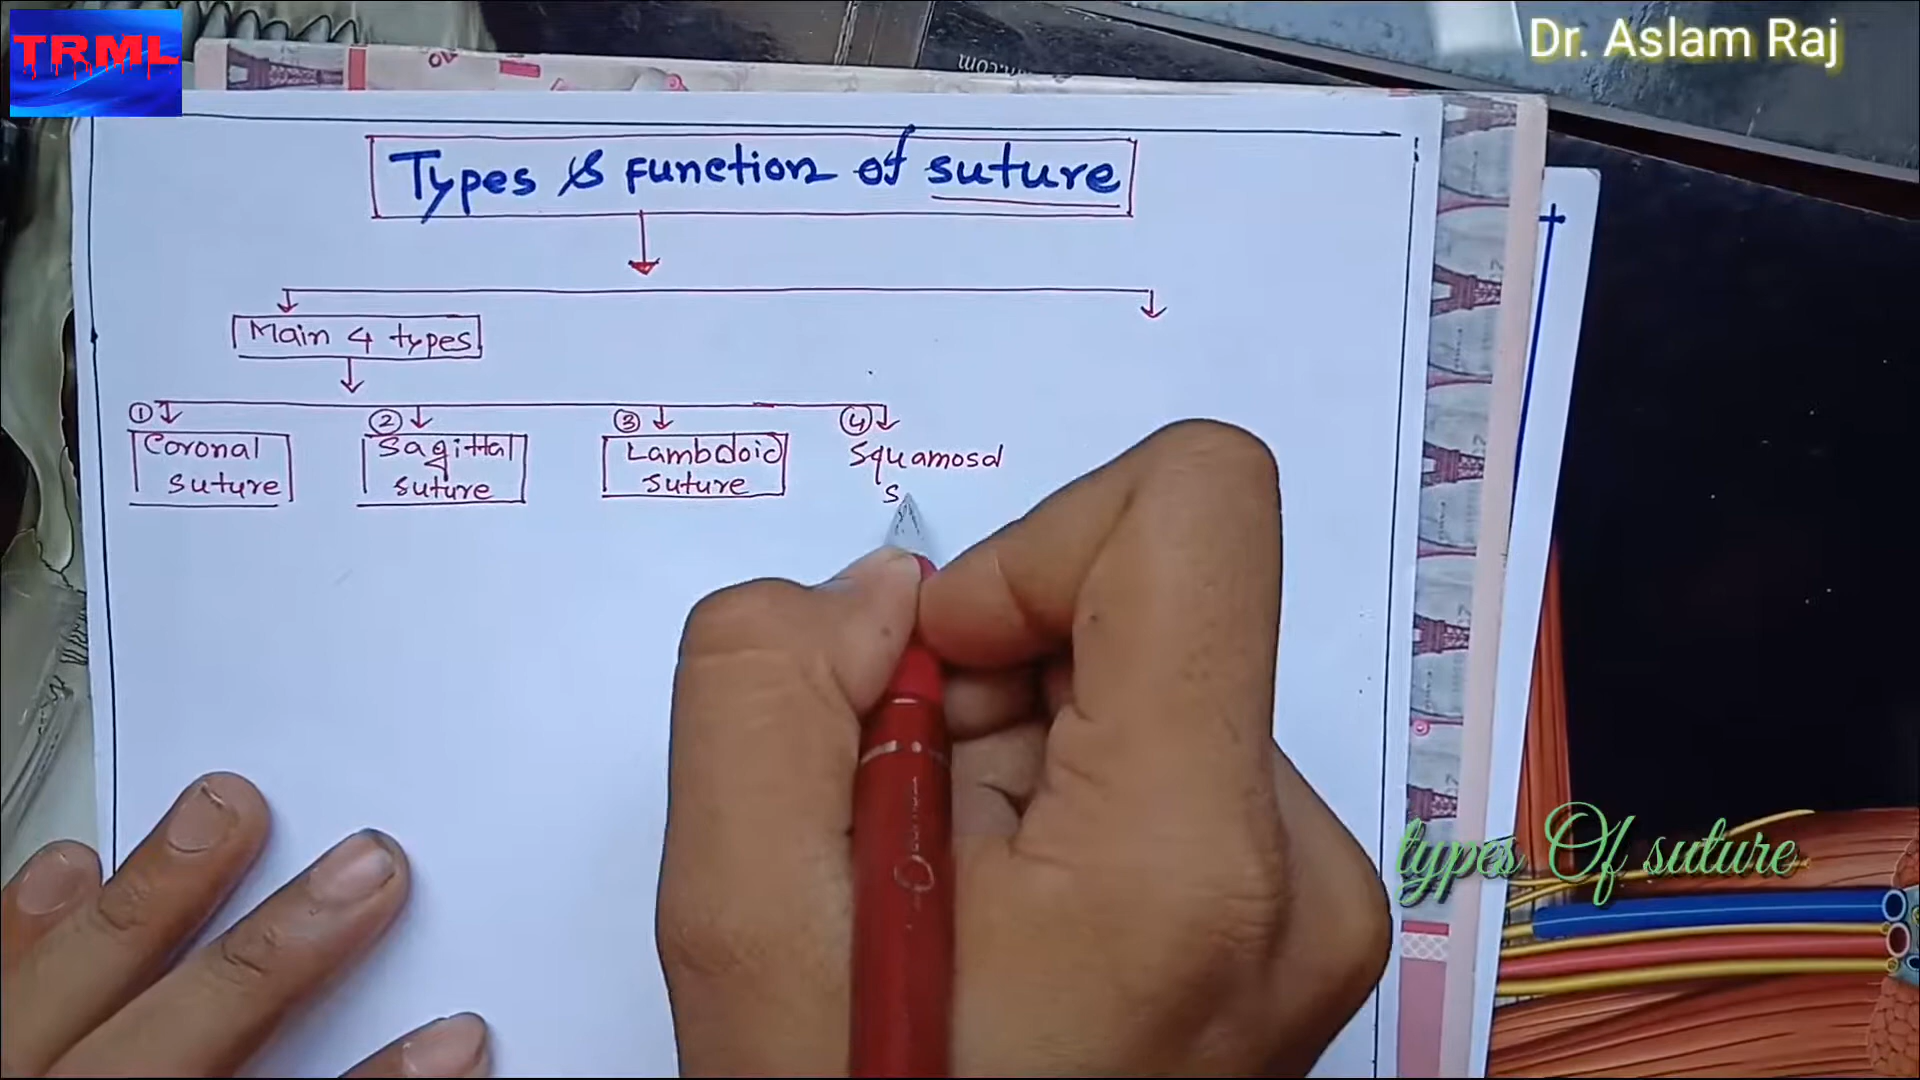 TRML
Dr. Aslam Raj
Types & function of suture
Main 4 types
① ② ③ ④
Coronal
suture
Sagittal
suture
Lambdoid
suture
Squamosal
s
types Of suture